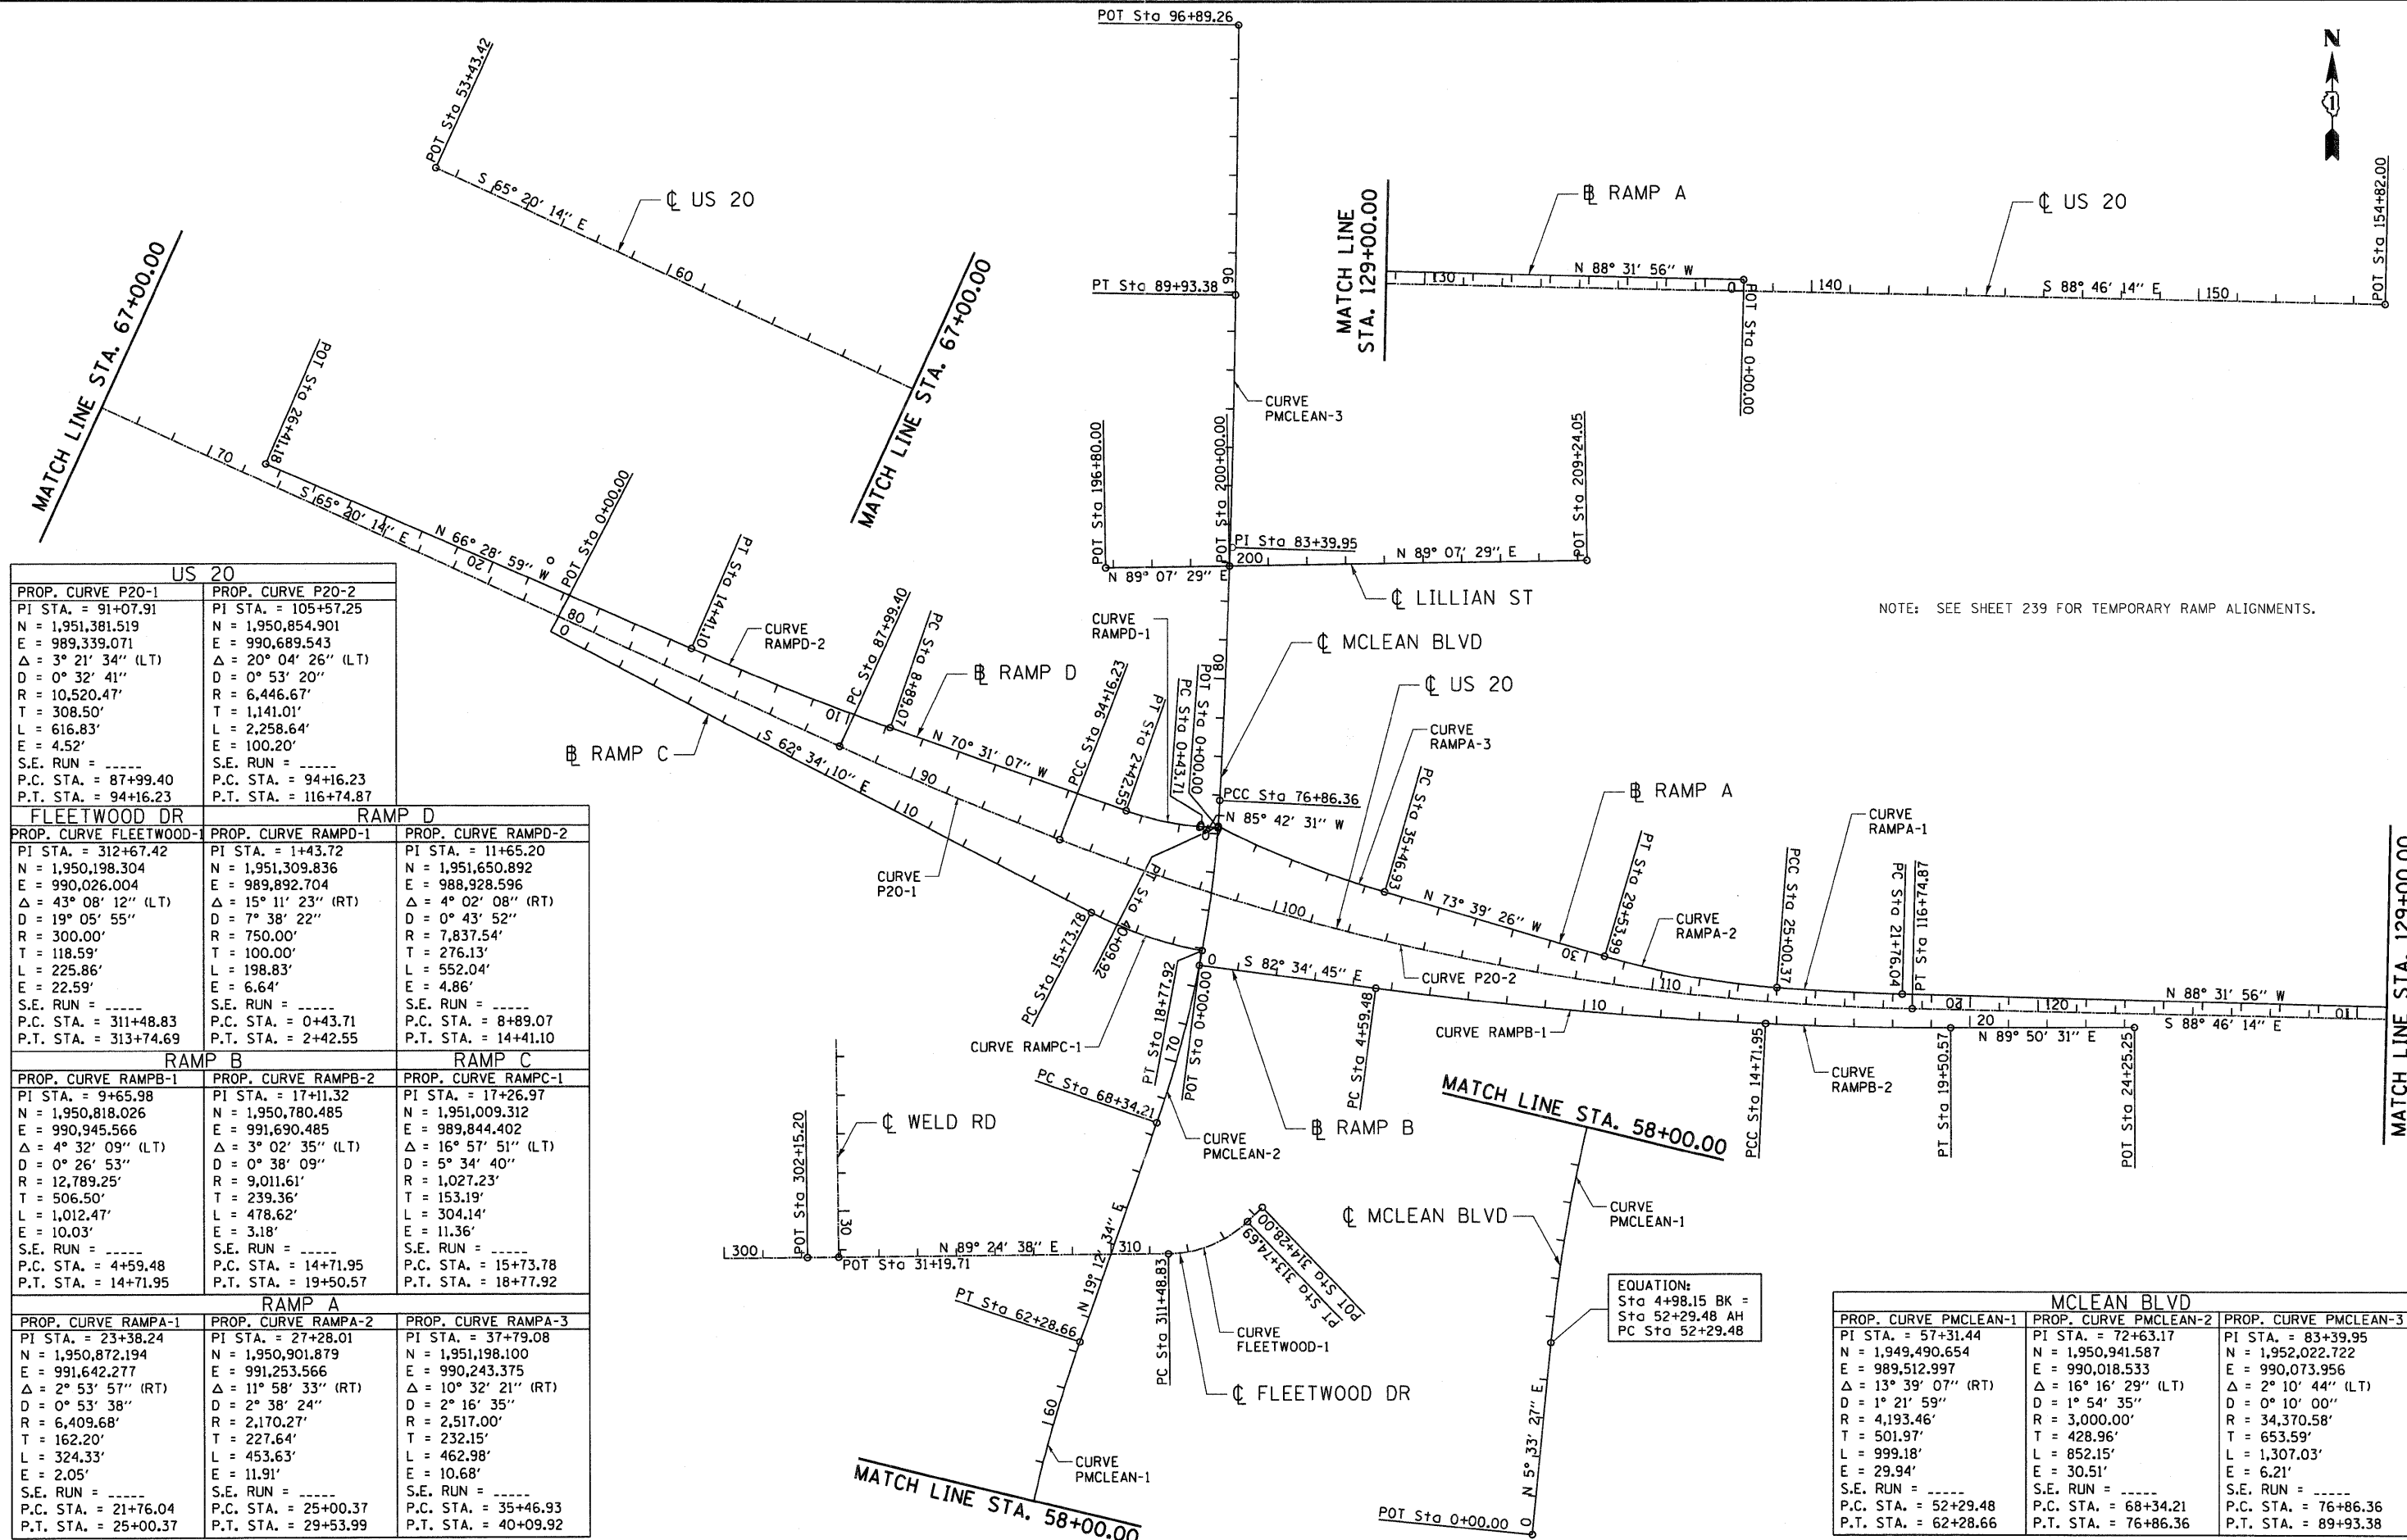 POT Sta 96+89.26
POT Sta 53+43.42
S 65° 20' 14'' E
℄ US 20
60
MATCH LINE STA. 67+00.00
MATCH LINE STA. 67+00.00
N
1
PT Sta 89+93.38
90
CURVE
PMCLEAN-3
MATCH LINE
STA. 129+00.00
130
B̲L RAMP A
N 88° 31' 56'' W
0
POT Sta 0+00.00
140
℄ US 20
S 88° 46' 14'' E
150
POT Sta 154+82.00
POT Sta 196+80.00
POT Sta 200+00.00
POT Sta 209+24.05
PI Sta 83+39.95
200
N 89° 07' 29'' E
N 89° 07' 29'' E
℄ LILLIAN ST
NOTE: SEE SHEET 239 FOR TEMPORARY RAMP ALIGNMENTS.
70
POT Sta 26+41.18
S 65° 20' 14'' E
N 66° 28' 59'' W
20
POT Sta 0+00.00
80
0
PT Sta 14+41.10
CURVE
RAMPD-2
PC Sta 87+99.40
10
PC Sta 8+89.07
BL RAMP D
N 70° 31' 07'' W
BL RAMP C
S 62° 34' 10'' E
90
10
PCC Sta 94+16.23
PT Sta 2+42.55
CURVE
RAMPD-1
PC Sta 0+43.71
POT Sta 0+00.00
80
℄ MCLEAN BLVD
℄ US 20
CURVE
RAMPA-3
PCC Sta 76+86.36
N 85° 42' 31'' W
0
PC Sta 35+46.93
BL RAMP A
N 73° 39' 26'' W
30
PT Sta 29+53.99
CURVE
RAMPA-2
CURVE
RAMPA-1
PCC Sta 25+00.37
PC Sta 21+76.04
PT Sta 116+74.87
CURVE
P20-1
PT Sta 40+09.92
PC Sta 15+73.78
100
CURVE P20-2
110
20
120
N 88° 31' 56'' W
10
S 88° 46' 14'' E
MATCH LINE STA. 129+00.00
0
S 82° 34' 45'' E
PC Sta 4+59.48
10
CURVE RAMPB-1
20
N 89° 50' 31'' E
CURVE
RAMPB-2
PCC Sta 14+71.95
PT Sta 19+50.57
POT Sta 24+25.25
CURVE RAMPC-1
PT Sta 18+77.92
POT Sta 0+00.00
70
PC Sta 68+34.21
CURVE
PMCLEAN-2
BL RAMP B
℄ WELD RD
POT Sta 302+15.20
30
300
POT Sta 31+19.71
N 89° 24' 38'' E
310
PC Sta 311+48.83
PT Sta 313+74.69
POT Sta 314+28.00
CURVE
FLEETWOOD-1
℄ FLEETWOOD DR
N 19° 12' 34'' E
PT Sta 62+28.66
60
CURVE
PMCLEAN-1
MATCH LINE STA. 58+00.00
MATCH LINE STA. 58+00.00
℄ MCLEAN BLVD
CURVE
PMCLEAN-1
EQUATION:
Sta 4+98.15 BK =
Sta 52+29.48 AH
PC Sta 52+29.48
N 5° 33' 27'' E
POT Sta 0+00.00
0
US 20
PROP. CURVE P20-1 PROP. CURVE P20-2
PI STA. = 91+07.91 PI STA. = 105+57.25
N = 1,951,381.519 N = 1,950,854.901
E = 989,339.071 E = 990,689.543
Δ = 3° 21' 34'' (LT) Δ = 20° 04' 26'' (LT)
D = 0° 32' 41'' D = 0° 53' 20''
R = 10,520.47' R = 6,446.67'
T = 308.50' T = 1,141.01'
L = 616.83' L = 2,258.64'
E = 4.52' E = 100.20'
S.E. RUN = ----- S.E. RUN = -----
P.C. STA. = 87+99.40 P.C. STA. = 94+16.23
P.T. STA. = 94+16.23 P.T. STA. = 116+74.87
FLEETWOOD DR RAMP D
PROP. CURVE FLEETWOOD-1 PROP. CURVE RAMPD-1 PROP. CURVE RAMPD-2
PI STA. = 312+67.42 PI STA. = 1+43.72 PI STA. = 11+65.20
N = 1,950,198.304 N = 1,951,309.836 N = 1,951,650.892
E = 990,026.004 E = 989,892.704 E = 988,928.596
Δ = 43° 08' 12'' (LT) Δ = 15° 11' 23'' (RT) Δ = 4° 02' 08'' (RT)
D = 19° 05' 55'' D = 7° 38' 22'' D = 0° 43' 52''
R = 300.00' R = 750.00' R = 7,837.54'
T = 118.59' T = 100.00' T = 276.13'
L = 225.86' L = 198.83' L = 552.04'
E = 22.59' E = 6.64' E = 4.86'
S.E. RUN = ----- S.E. RUN = ----- S.E. RUN = -----
P.C. STA. = 311+48.83 P.C. STA. = 0+43.71 P.C. STA. = 8+89.07
P.T. STA. = 313+74.69 P.T. STA. = 2+42.55 P.T. STA. = 14+41.10
RAMP B RAMP C
PROP. CURVE RAMPB-1 PROP. CURVE RAMPB-2 PROP. CURVE RAMPC-1
PI STA. = 9+65.98 PI STA. = 17+11.32 PI STA. = 17+26.97
N = 1,950,818.026 N = 1,950,780.485 N = 1,951,009.312
E = 990,945.566 E = 991,690.485 E = 989,844.402
Δ = 4° 32' 09'' (LT) Δ = 3° 02' 35'' (LT) Δ = 16° 57' 51'' (LT)
D = 0° 26' 53'' D = 0° 38' 09'' D = 5° 34' 40''
R = 12,789.25' R = 9,011.61' R = 1,027.23'
T = 506.50' T = 239.36' T = 153.19'
L = 1,012.47' L = 478.62' L = 304.14'
E = 10.03' E = 3.18' E = 11.36'
S.E. RUN = ----- S.E. RUN = ----- S.E. RUN = -----
P.C. STA. = 4+59.48 P.C. STA. = 14+71.95 P.C. STA. = 15+73.78
P.T. STA. = 14+71.95 P.T. STA. = 19+50.57 P.T. STA. = 18+77.92
RAMP A
PROP. CURVE RAMPA-1 PROP. CURVE RAMPA-2 PROP. CURVE RAMPA-3
PI STA. = 23+38.24 PI STA. = 27+28.01 PI STA. = 37+79.08
N = 1,950,872.194 N = 1,950,901.879 N = 1,951,198.100
E = 991,642.277 E = 991,253.566 E = 990,243.375
Δ = 2° 53' 57'' (RT) Δ = 11° 58' 33'' (RT) Δ = 10° 32' 21'' (RT)
D = 0° 53' 38'' D = 2° 38' 24'' D = 2° 16' 35''
R = 6,409.68' R = 2,170.27' R = 2,517.00'
T = 162.20' T = 227.64' T = 232.15'
L = 324.33' L = 453.63' L = 462.98'
E = 2.05' E = 11.91' E = 10.68'
S.E. RUN = ----- S.E. RUN = ----- S.E. RUN = -----
P.C. STA. = 21+76.04 P.C. STA. = 25+00.37 P.C. STA. = 35+46.93
P.T. STA. = 25+00.37 P.T. STA. = 29+53.99 P.T. STA. = 40+09.92
MCLEAN BLVD
PROP. CURVE PMCLEAN-1 PROP. CURVE PMCLEAN-2 PROP. CURVE PMCLEAN-3
PI STA. = 57+31.44 PI STA. = 72+63.17 PI STA. = 83+39.95
N = 1,949,490.654 N = 1,950,941.587 N = 1,952,022.722
E = 989,512.997 E = 990,018.533 E = 990,073.956
Δ = 13° 39' 07'' (RT) Δ = 16° 16' 29'' (LT) Δ = 2° 10' 44'' (LT)
D = 1° 21' 59'' D = 1° 54' 35'' D = 0° 10' 00''
R = 4,193.46' R = 3,000.00' R = 34,370.58'
T = 501.97' T = 428.96' T = 653.59'
L = 999.18' L = 852.15' L = 1,307.03'
E = 29.94' E = 30.51' E = 6.21'
S.E. RUN = ----- S.E. RUN = ----- S.E. RUN = -----
P.C. STA. = 52+29.48 P.C. STA. = 68+34.21 P.C. STA. = 76+86.36
P.T. STA. = 62+28.66 P.T. STA. = 76+86.36 P.T. STA. = 89+93.38